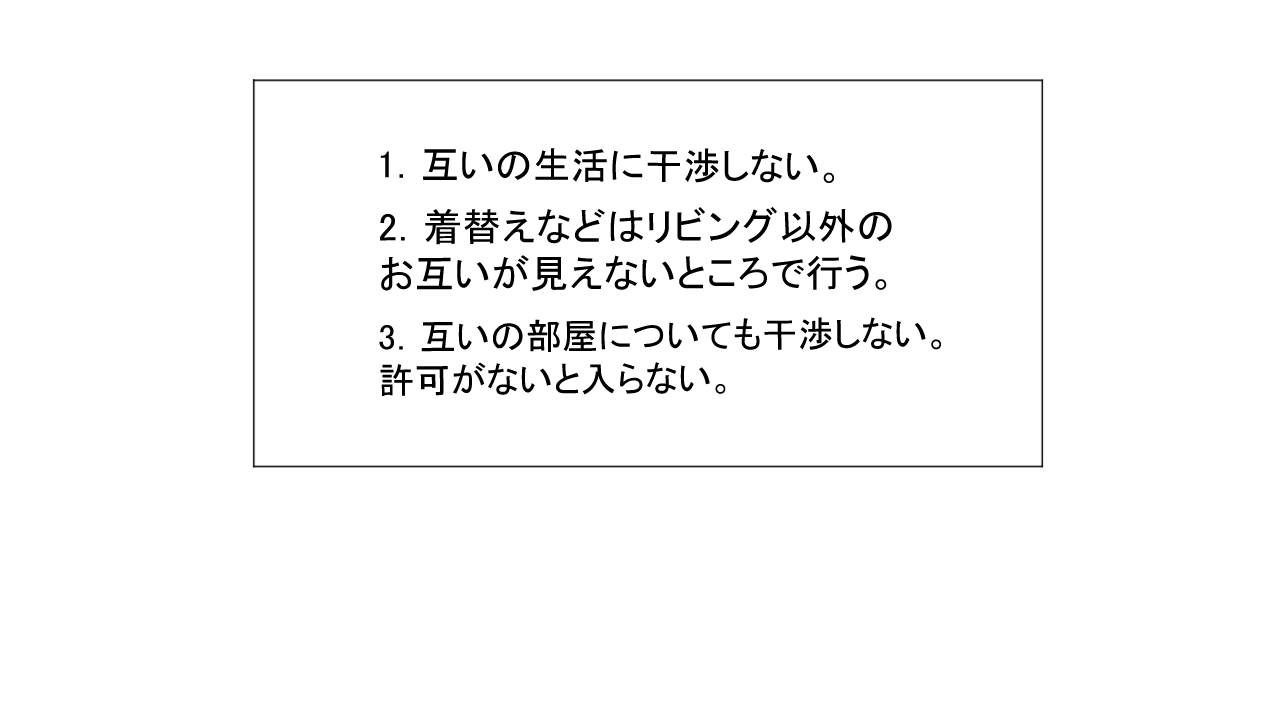 1. 互いの生活に干渉しない。
2. 着替えなどはリビング以外の
お互いが見えないところで行う。
3. 互いの部屋についても干渉しない。
許可がないと入らない。